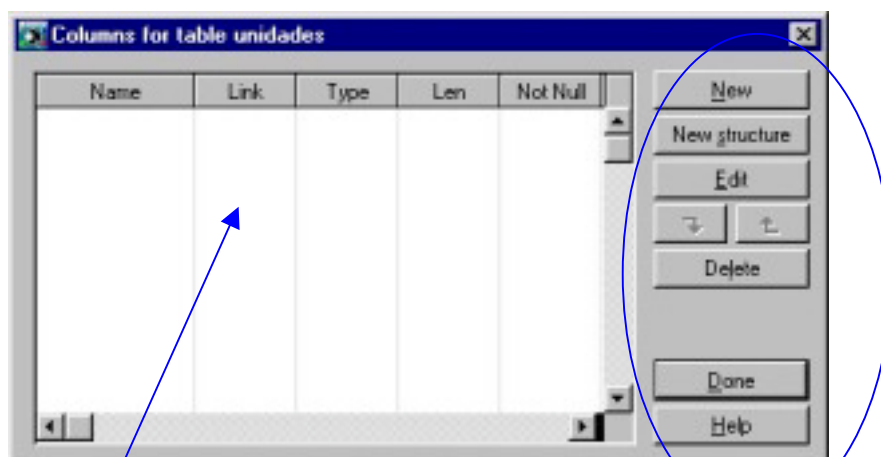 Columns for table unidades
Name Link Type Len Not Null
New
New structure
Edit
Delete
Done
Help